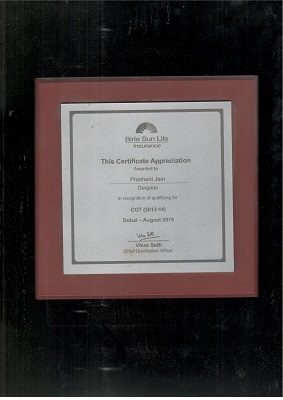 Birla Sun Life
Insurance
This Certificate Appreciation
Awarded to
Prashant Jain
Gurgaon
in recognition of qualifying for
COT (2013-14)
Dubai – August 2015
Vikas Seth
Chief Distribution Officer